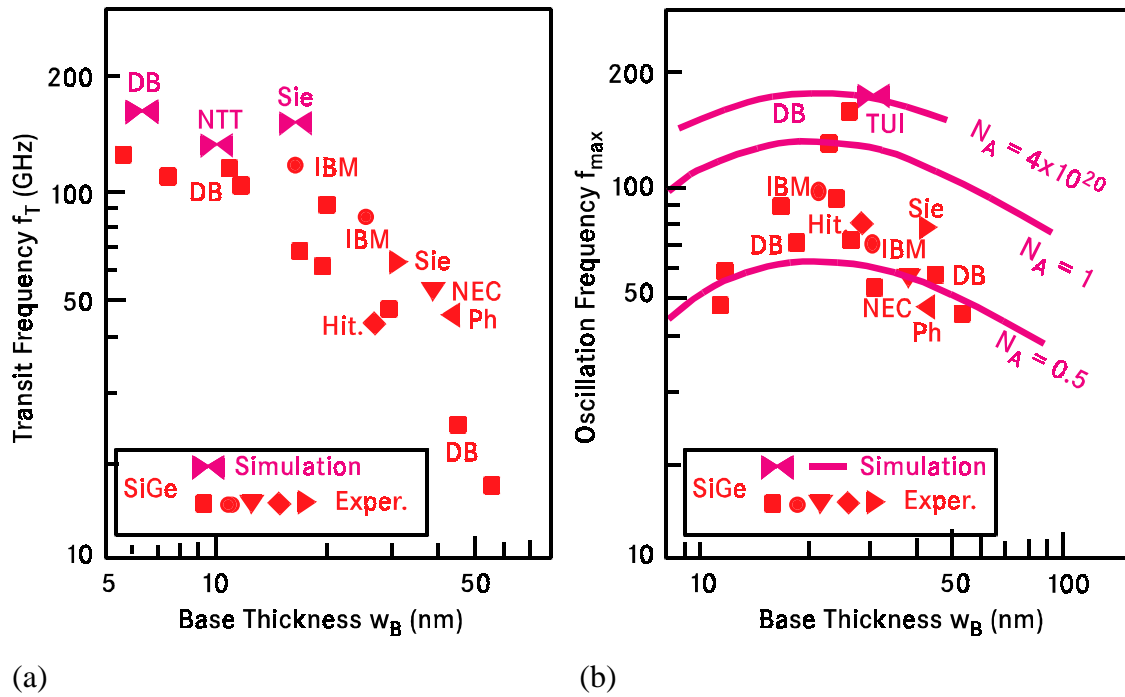 200
100
50
10
5
10
50
Transit Frequency f_T (GHz)
Base Thickness w_B (nm)
DB
NTT
Sie
IBM
DB
IBM
Sie
NEC
Hit.
Ph
DB
Simulation
SiGe
Exper.
(a)
200
100
50
10
10
50
100
Oscillation Frequency f_max
Base Thickness w_B (nm)
DB
TUI
N_A = 4x10^20
IBM
Sie
Hit.
DB
IBM
N_A = 1
DB
NEC
Ph
N_A = 0.5
Simulation
SiGe
Exper.
(b)